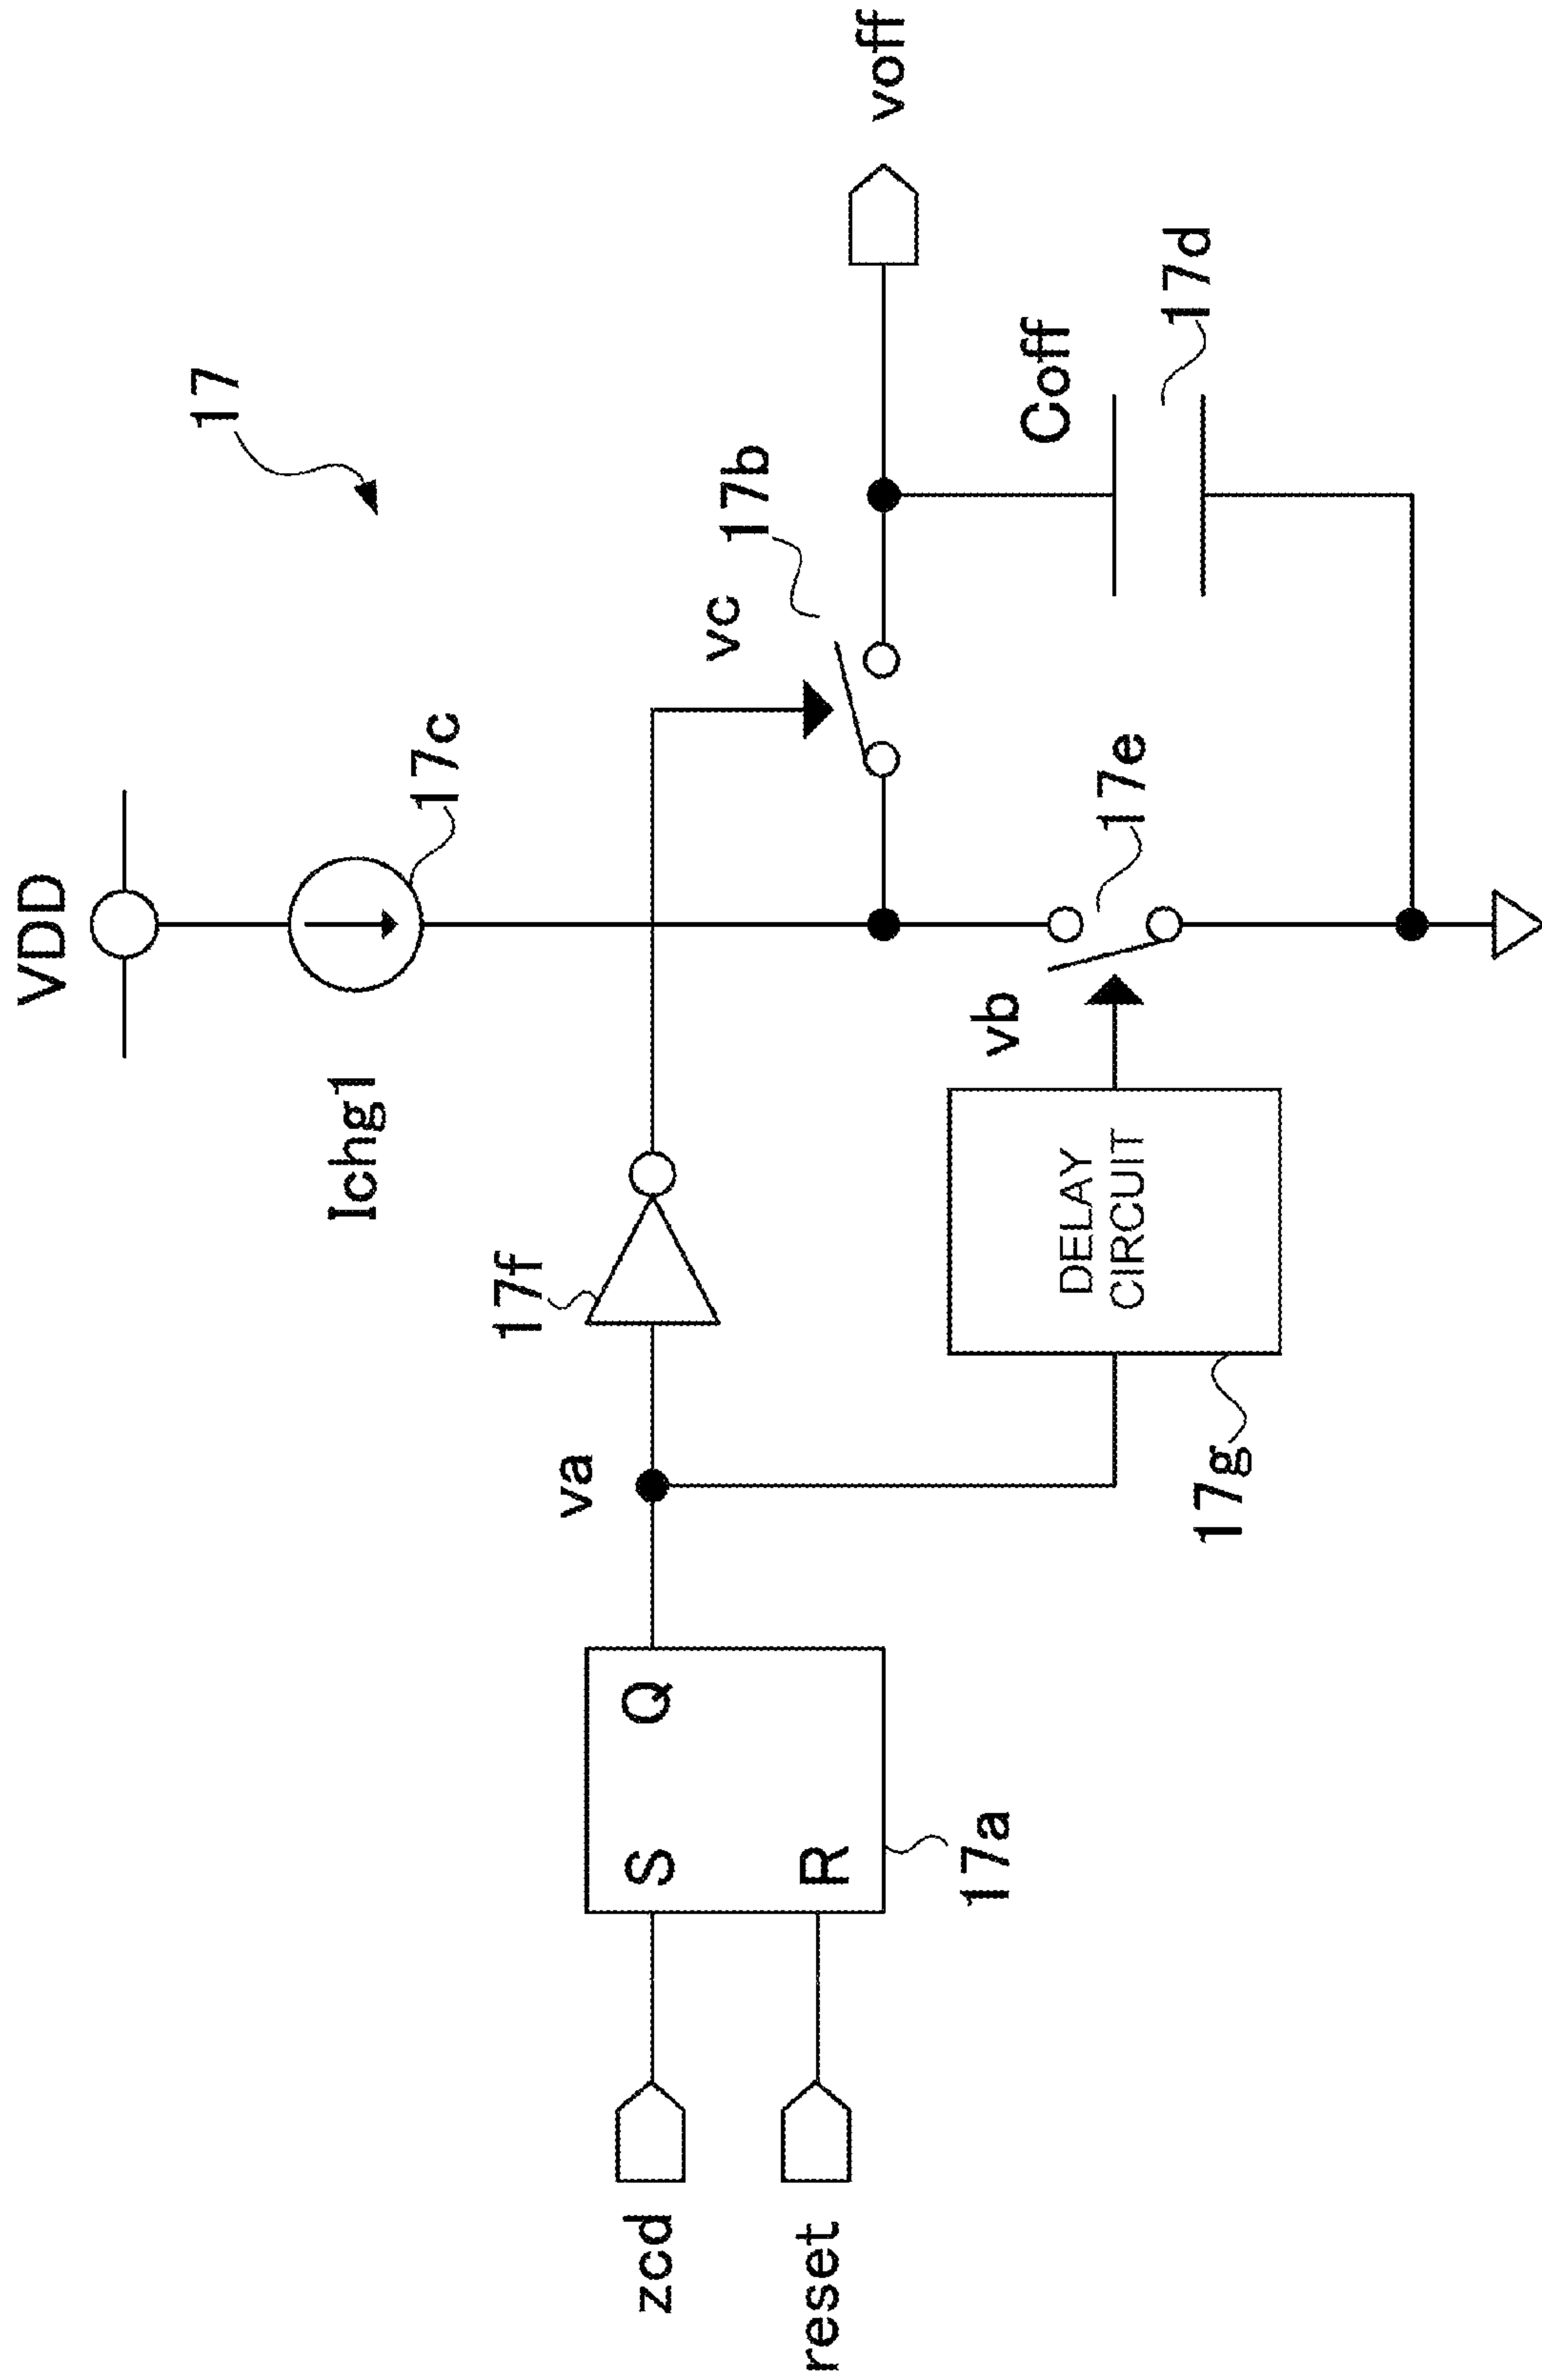 17
VDD
Ichg1
17c
17f
vc
17b
voff
va
zcd
S
Q
reset
R
17a
vb
17e
Coff
17d
DELAY
CIRCUIT
17g